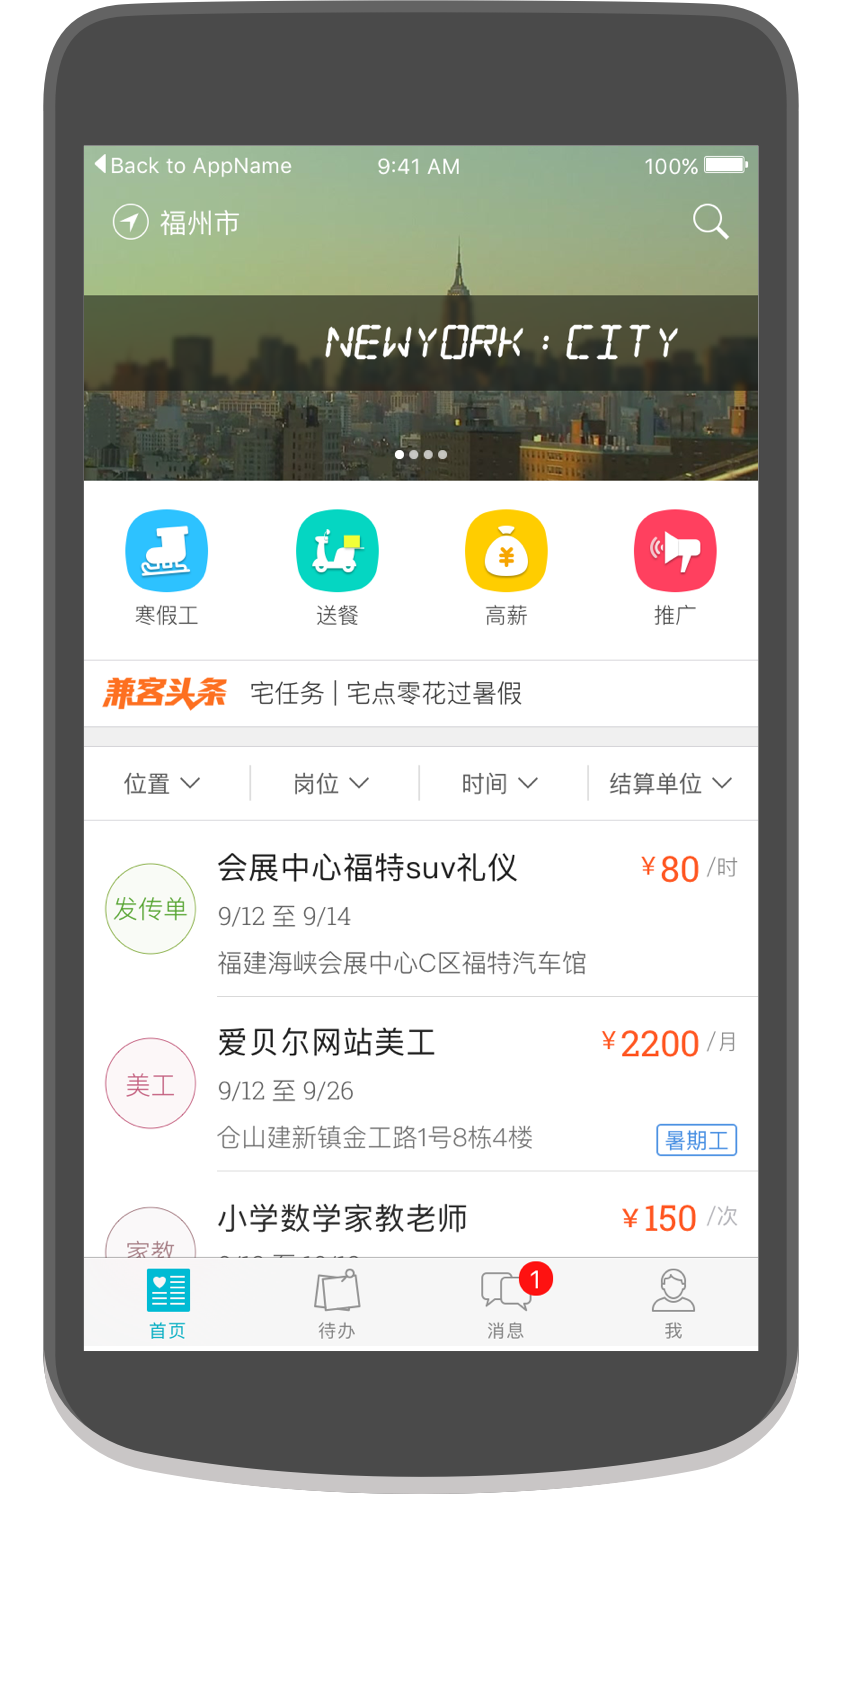 Back to AppName 9:41 AM 100%
福州市
NEWYORK : CITY
寒假工 送餐 高薪 推广
兼客头条 宅任务 | 宅点零花过暑假
位置 岗位 时间 结算单位
会展中心福特suv礼仪 ¥80 /时
发传单
9/12 至 9/14
福建海峡会展中心C区福特汽车馆
爱贝尔网站美工 ¥2200 /月
美工
9/12 至 9/26
仓山建新镇金工路1号8栋4楼 暑期工
小学数学家教老师 ¥150 /次
家教
1
首页 待办 消息 我